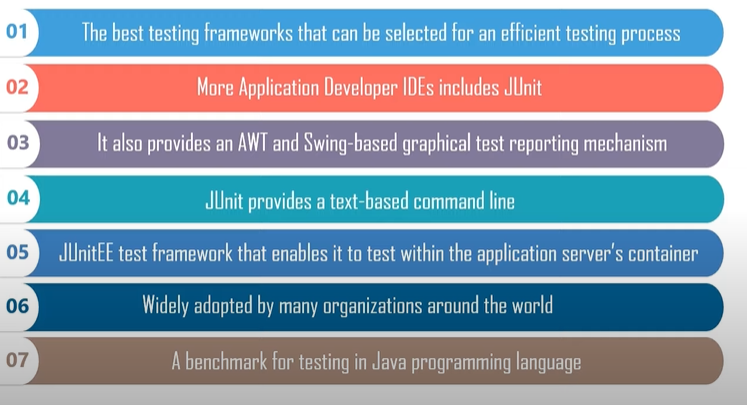 01 The best testing frameworks that can be selected for an efficient testing process
02 More Application Developer IDEs includes JUnit
03 It also provides an AWT and Swing-based graphical test reporting mechanism
04 JUnit provides a text-based command line
05 JUnitEE test framework that enables it to test within the application server's container
06 Widely adopted by many organizations around the world
07 A benchmark for testing in Java programming language